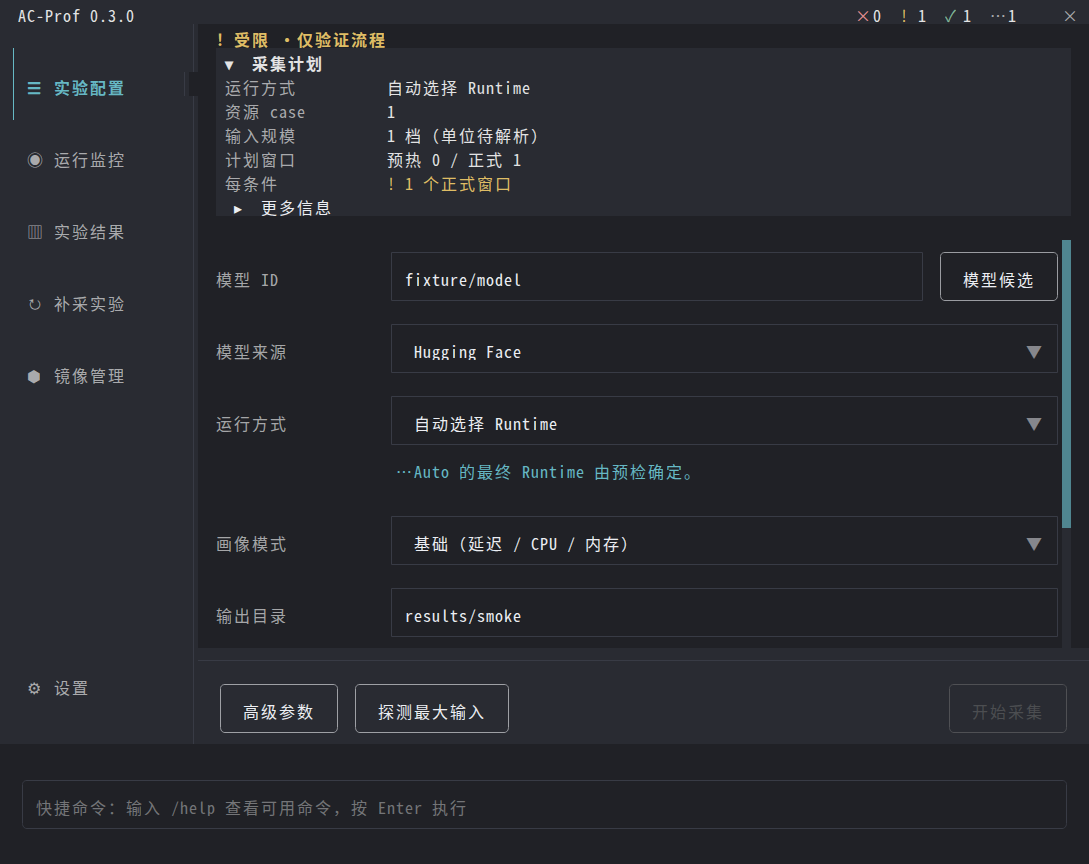 AC-Prof 0.3.0
×0 ! 1 ✓ 1 …1 ×
! 受限 ·仅验证流程
▼ 采集计划
运行方式 自动选择 Runtime
资源 case 1
输入规模 1 档（单位待解析）
计划窗口 预热 0 / 正式 1
每条件 ! 1 个正式窗口
▶ 更多信息
☰ 实验配置
◉ 运行监控
▥ 实验结果
↻ 补采实验
⬢ 镜像管理
⚙ 设置
模型 ID fixture/model 模型候选
模型来源 Hugging Face ▼
运行方式 自动选择 Runtime ▼
…Auto 的最终 Runtime 由预检确定。
画像模式 基础（延迟 / CPU / 内存） ▼
输出目录 results/smoke
高级参数 探测最大输入 开始采集
快捷命令：输入 /help 查看可用命令，按 Enter 执行